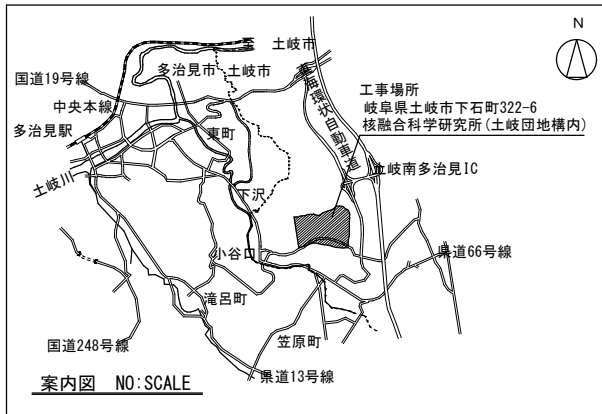 至 土岐市
N
多治見市
土岐市
国道19号線
中央本線
多治見駅
東町
東海環状自動車道
工事場所
岐阜県土岐市下石町322-6
核融合科学研究所(土岐団地構内)
土岐川
土岐南多治見IC
下沢
小谷口
県道66号線
滝呂町
笠原町
国道248号線
県道13号線
案内図 NO:SCALE